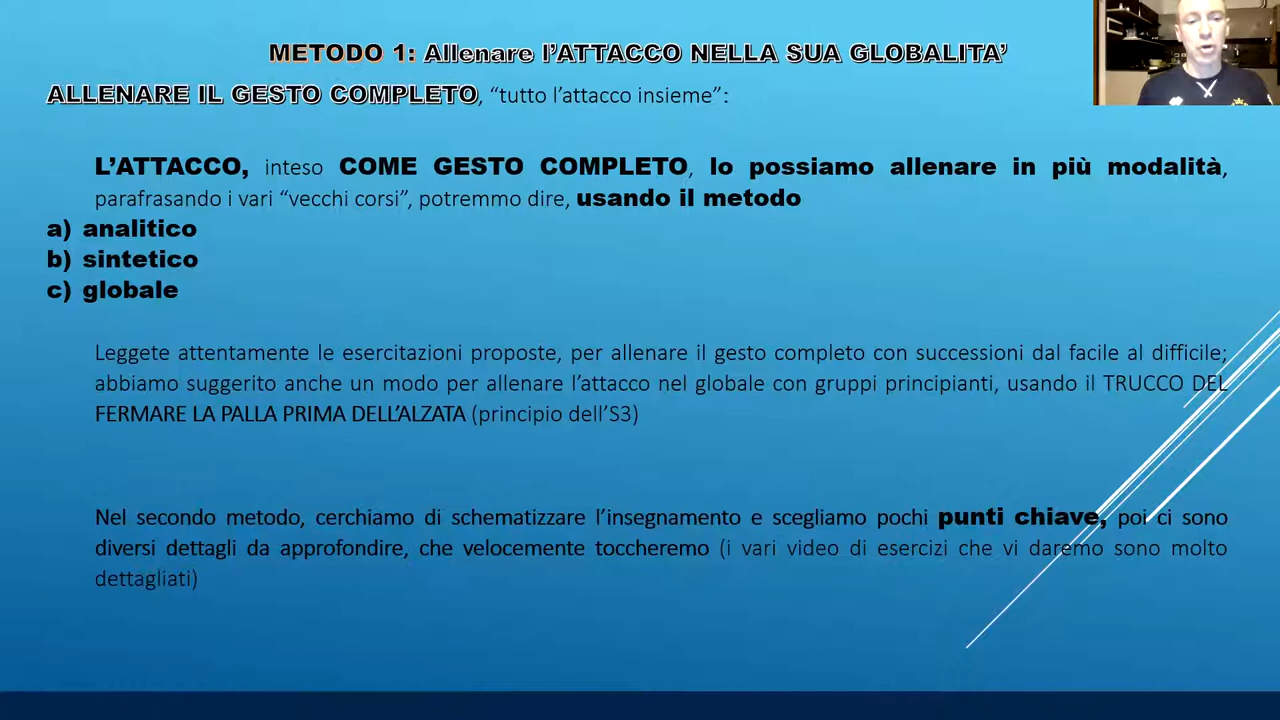 METODO 1: Allenare l’ATTACCO NELLA SUA GLOBALITA’
ALLENARE IL GESTO COMPLETO, “tutto l’attacco insieme”:
L’ATTACCO, inteso COME GESTO COMPLETO, lo possiamo allenare in più modalità,
parafrasando i vari “vecchi corsi”, potremmo dire, usando il metodo
a) analitico
b) sintetico
c) globale
Leggete attentamente le esercitazioni proposte, per allenare il gesto completo con successioni dal facile al difficile;
abbiamo suggerito anche un modo per allenare l’attacco nel globale con gruppi principianti, usando il TRUCCO DEL
FERMARE LA PALLA PRIMA DELL’ALZATA (principio dell’S3)
Nel secondo metodo, cerchiamo di schematizzare l’insegnamento e scegliamo pochi punti chiave, poi ci sono
diversi dettagli da approfondire, che velocemente toccheremo (i vari video di esercizi che vi daremo sono molto
dettagliati)